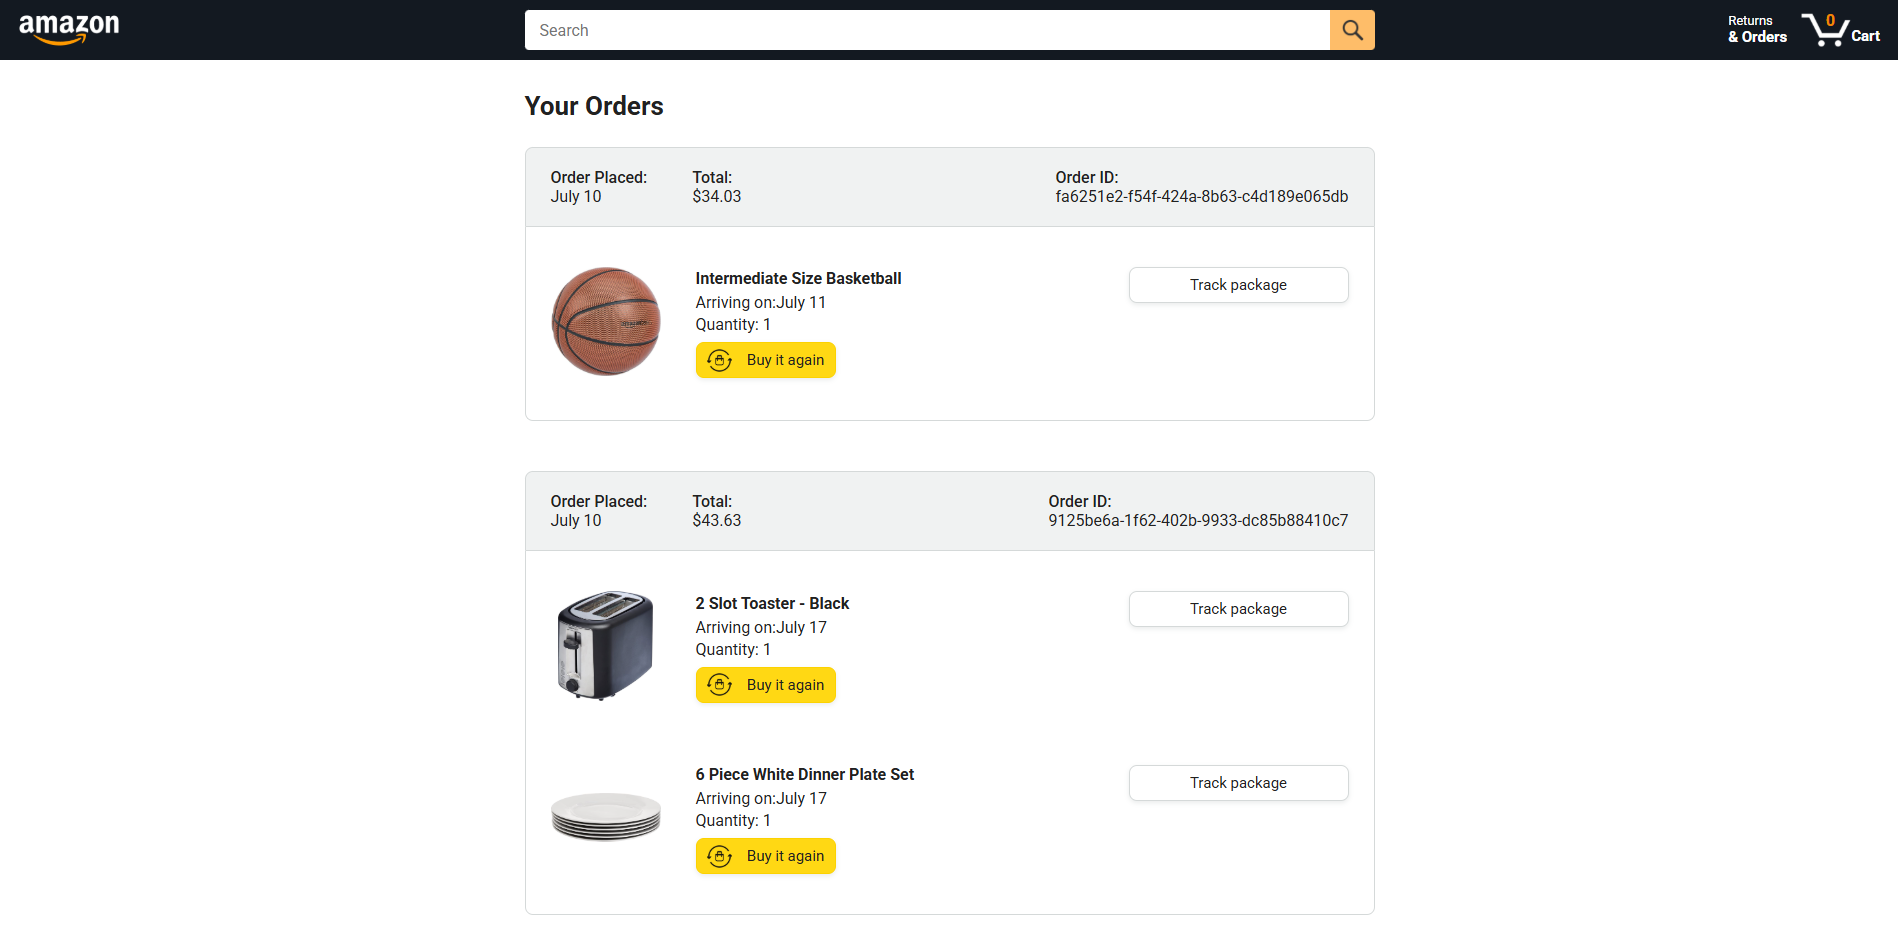 amazon
Search
Returns
& Orders
0
Cart
Your Orders
Order Placed:
July 10
Total:
$34.03
Order ID:
fa6251e2-f54f-424a-8b63-c4d189e065db
Intermediate Size Basketball
Arriving on:July 11
Quantity: 1
Buy it again
Track package
Order Placed:
July 10
Total:
$43.63
Order ID:
9125be6a-1f62-402b-9933-dc85b88410c7
2 Slot Toaster - Black
Arriving on:July 17
Quantity: 1
Buy it again
Track package
6 Piece White Dinner Plate Set
Arriving on:July 17
Quantity: 1
Buy it again
Track package